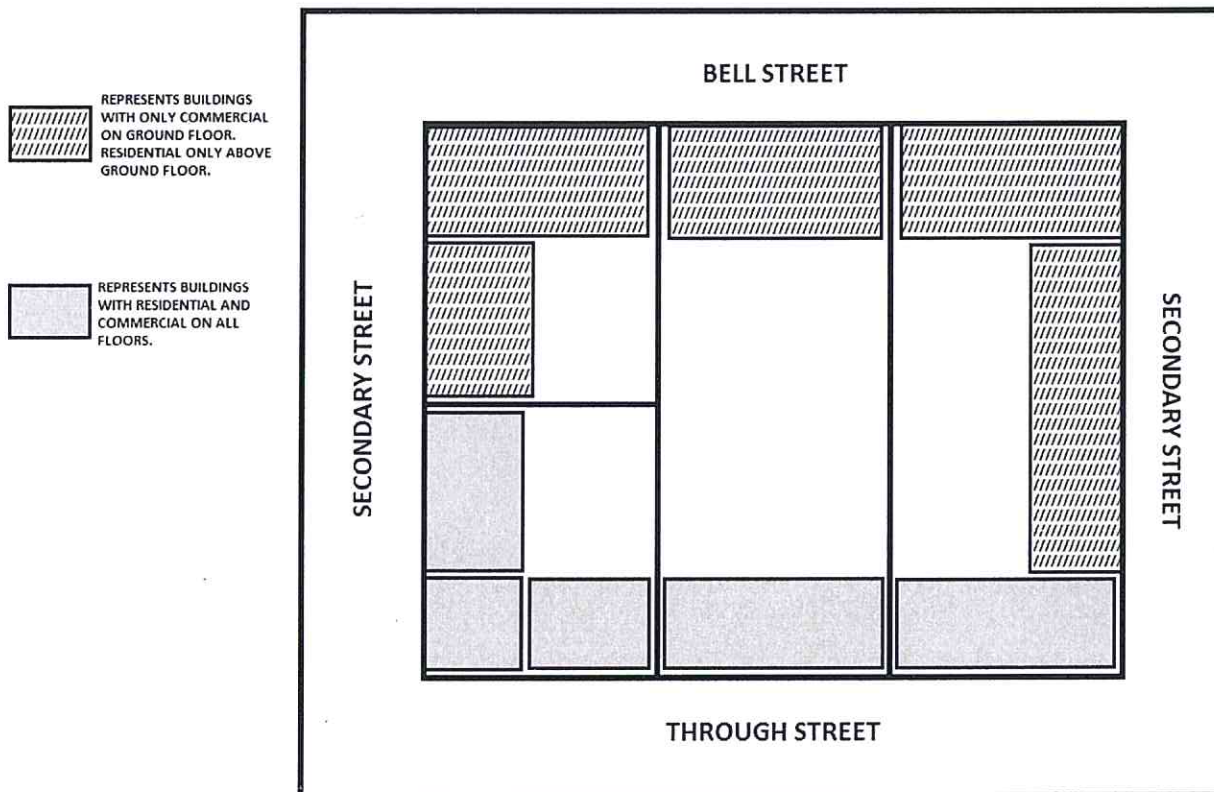 REPRESENTS BUILDINGS
WITH ONLY COMMERCIAL
ON GROUND FLOOR.
RESIDENTIAL ONLY ABOVE
GROUND FLOOR.
REPRESENTS BUILDINGS
WITH RESIDENTIAL AND
COMMERCIAL ON ALL
FLOORS.
BELL STREET
SECONDARY STREET
SECONDARY STREET
THROUGH STREET